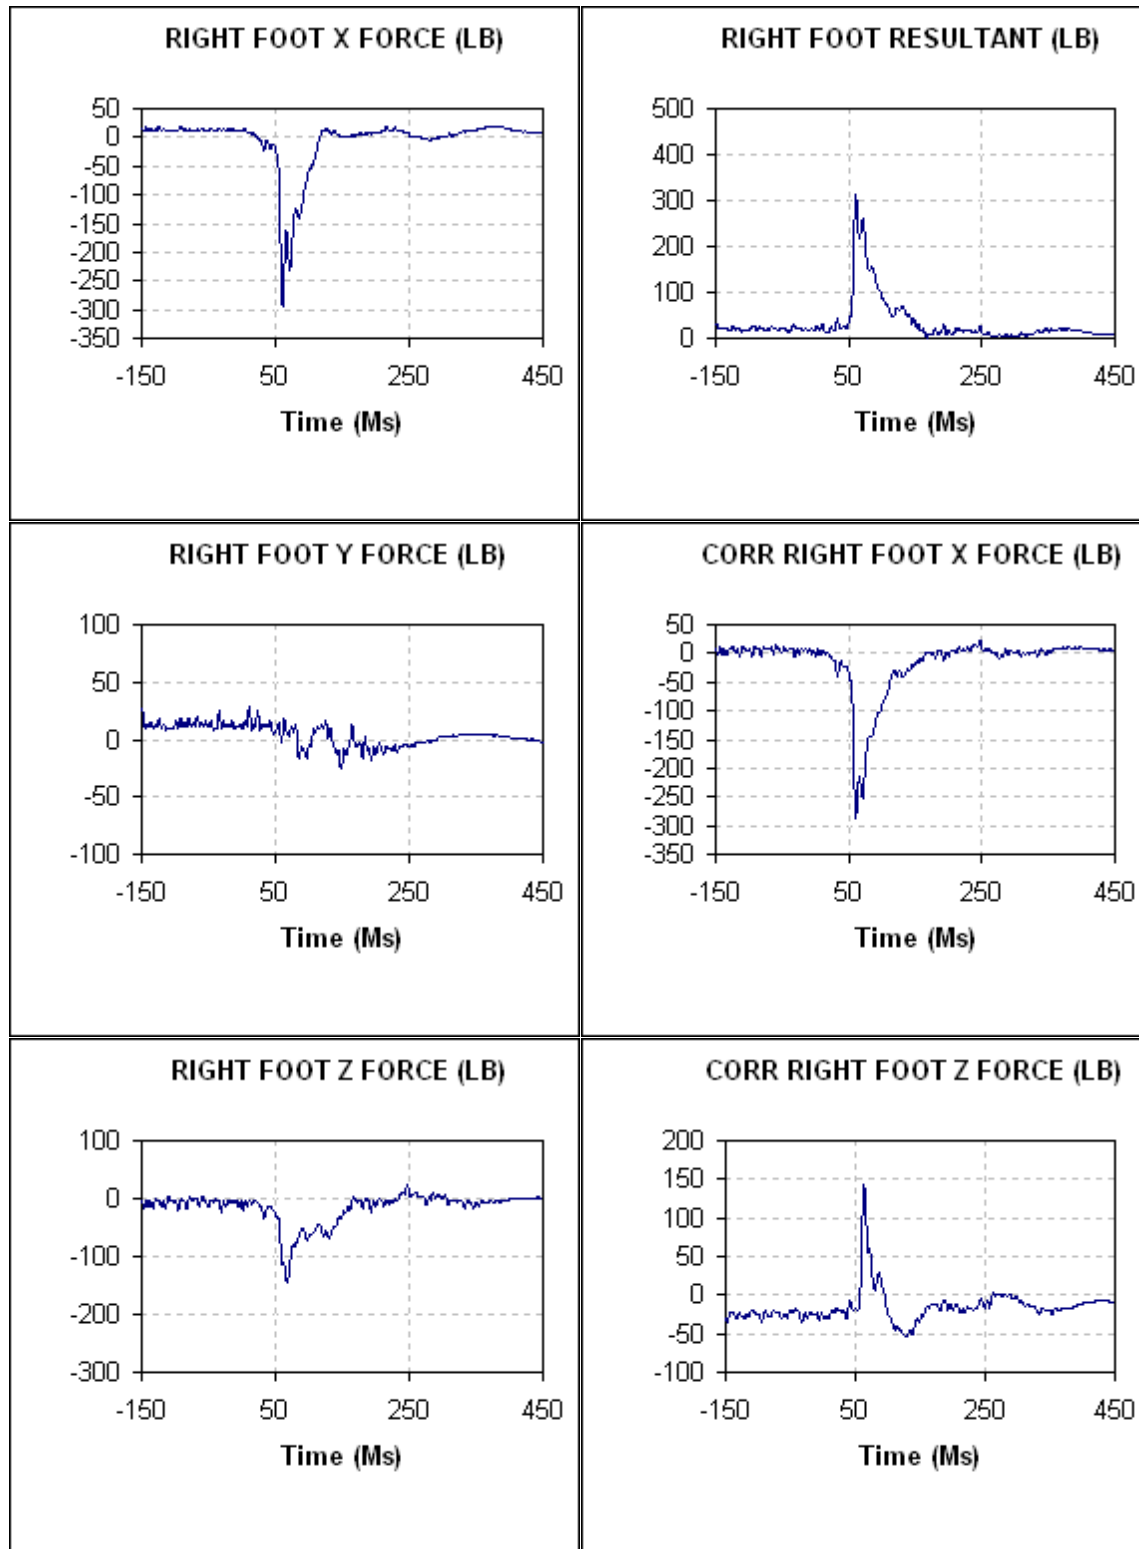 RIGHT FOOT X FORCE (LB)
50
0
-50
-100
-150
-200
-250
-300
-350
-150 50 250 450
Time (Ms)
RIGHT FOOT RESULTANT (LB)
500
400
300
200
100
0
-150 50 250 450
Time (Ms)
RIGHT FOOT Y FORCE (LB)
100
50
0
-50
-100
-150 50 250 450
Time (Ms)
CORR RIGHT FOOT X FORCE (LB)
50
0
-50
-100
-150
-200
-250
-300
-350
-150 50 250 450
Time (Ms)
RIGHT FOOT Z FORCE (LB)
100
0
-100
-200
-300
-150 50 250 450
Time (Ms)
CORR RIGHT FOOT Z FORCE (LB)
200
150
100
50
0
-50
-100
-150 50 250 450
Time (Ms)